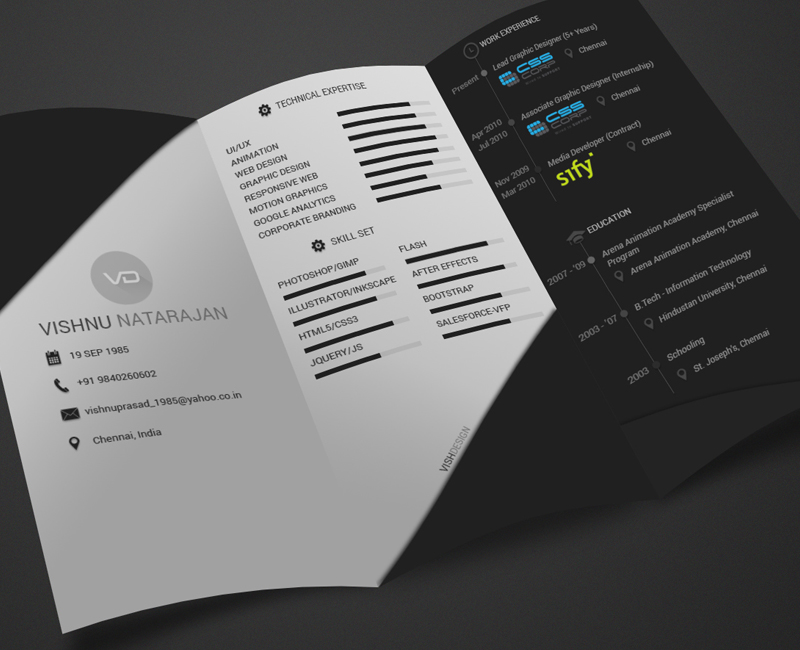 VD
VISHNU NATARAJAN
19 SEP 1985
+91 9840260602
vishnuprasad_1985@yahoo.co.in
Chennai, India
TECHNICAL EXPERTISE
UI/UX
ANIMATION
WEB DESIGN
GRAPHIC DESIGN
RESPONSIVE WEB
MOTION GRAPHICS
GOOGLE ANALYTICS
CORPORATE BRANDING
SKILL SET
PHOTOSHOP/GIMP
ILLUSTRATOR/INKSCAPE
HTML5/CSS3
JQUERY/JS
FLASH
AFTER EFFECTS
BOOTSTRAP
SALESFORCE-VFP
VISHDESIGN
WORK EXPERIENCE
Present
Lead Graphic Designer (5+ Years)
CSS
CORP
Chennai
Apr 2010
Jul 2010
Associate Graphic Designer (Internship)
CSS
CORP
Chennai
Nov 2009
Mar 2010
Media Developer (Contract)
sify
Chennai
EDUCATION
2007 - '09
Arena Animation Academy Specialist
Program
Arena Animation Academy, Chennai
2003 - '07
B.Tech - Information Technology
Hindustan University, Chennai
2003
Schooling
St. Joseph's, Chennai